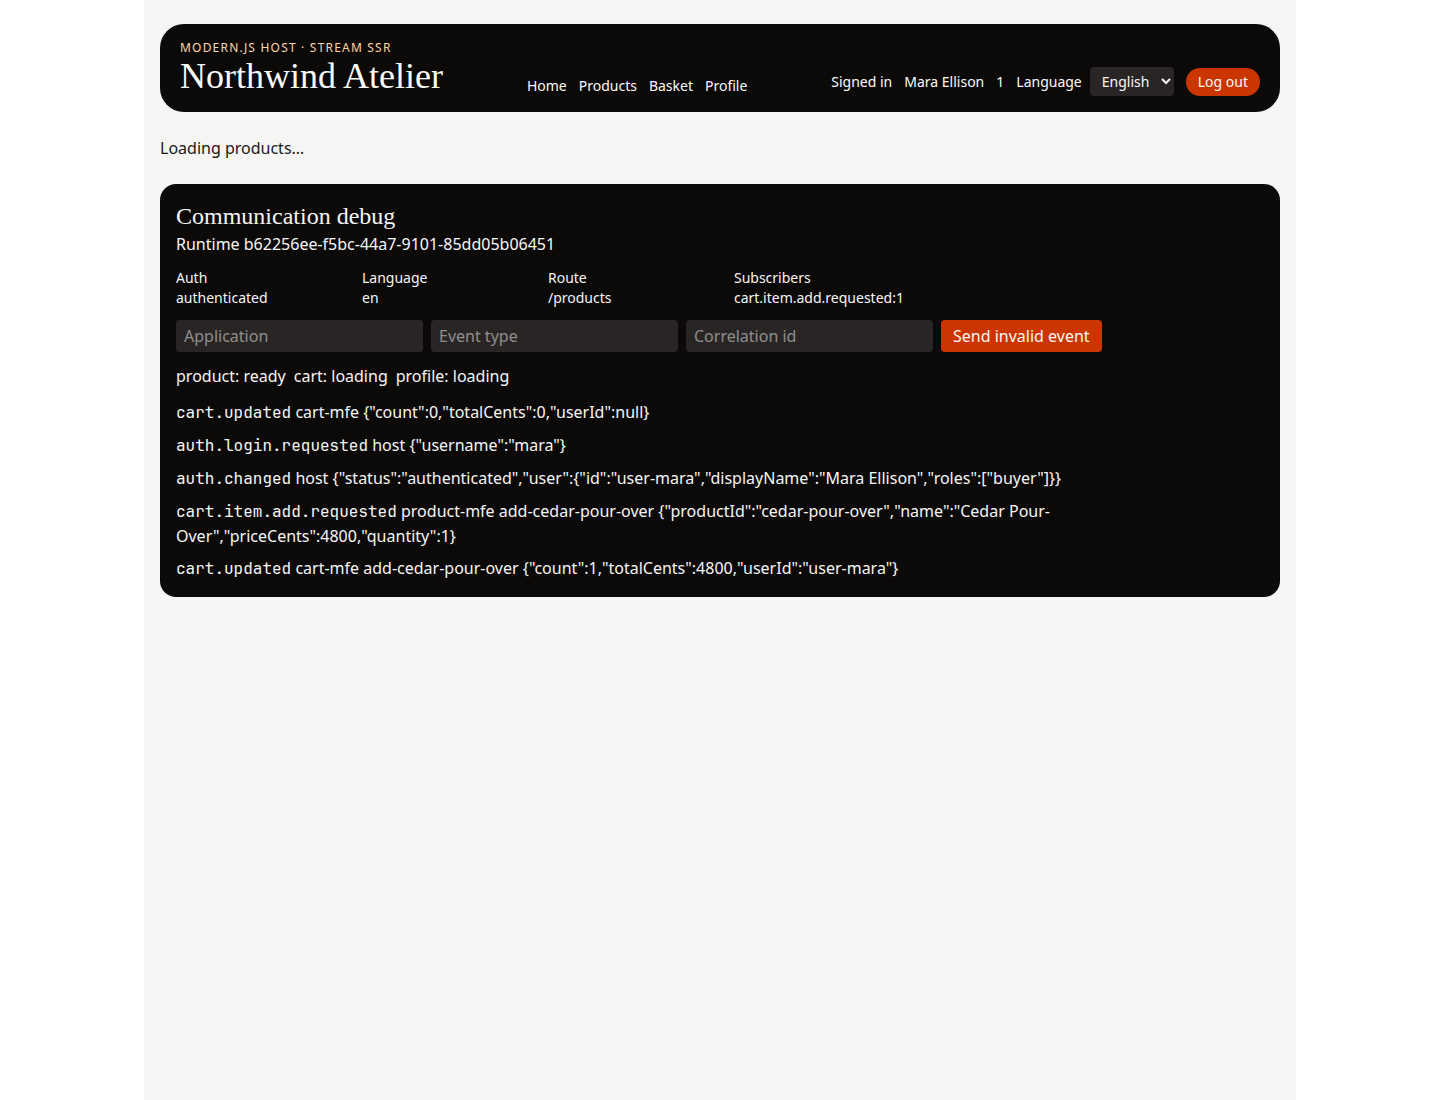 MODERN.JS HOST · STREAM SSR
Northwind Atelier
Home Products Basket Profile
Signed in Mara Ellison 1 Language English Log out
Loading products...
Communication debug
Runtime b62256ee-f5bc-44a7-9101-85dd05b06451
Auth Language Route Subscribers
authenticated en /products cart.item.add.requested:1
Application Event type Correlation id Send invalid event
product: ready cart: loading profile: loading
cart.updated cart-mfe {"count":0,"totalCents":0,"userId":null}
auth.login.requested host {"username":"mara"}
auth.changed host {"status":"authenticated","user":{"id":"user-mara","displayName":"Mara Ellison","roles":["buyer"]}}
cart.item.add.requested product-mfe add-cedar-pour-over {"productId":"cedar-pour-over","name":"Cedar Pour-
Over","priceCents":4800,"quantity":1}
cart.updated cart-mfe add-cedar-pour-over {"count":1,"totalCents":4800,"userId":"user-mara"}